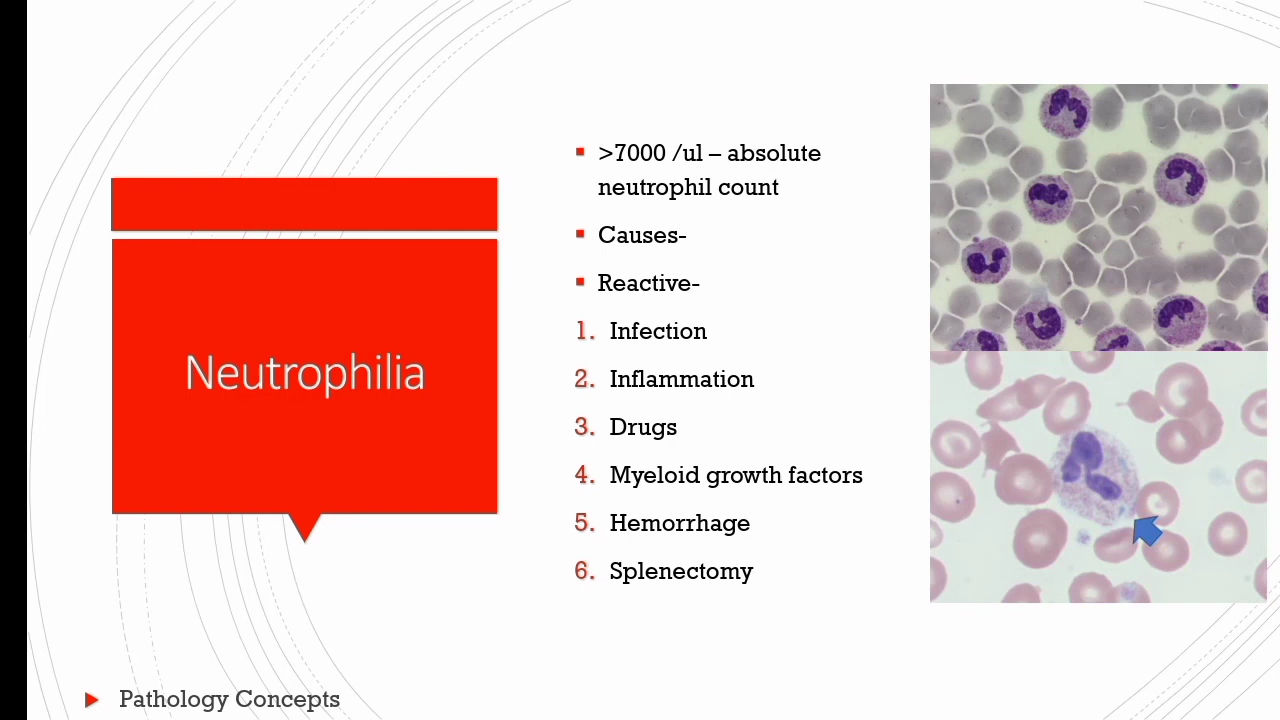 Neutrophilia
>7000 /ul – absolute
neutrophil count
Causes-
Reactive-
1. Infection
2. Inflammation
3. Drugs
4. Myeloid growth factors
5. Hemorrhage
6. Splenectomy
Pathology Concepts